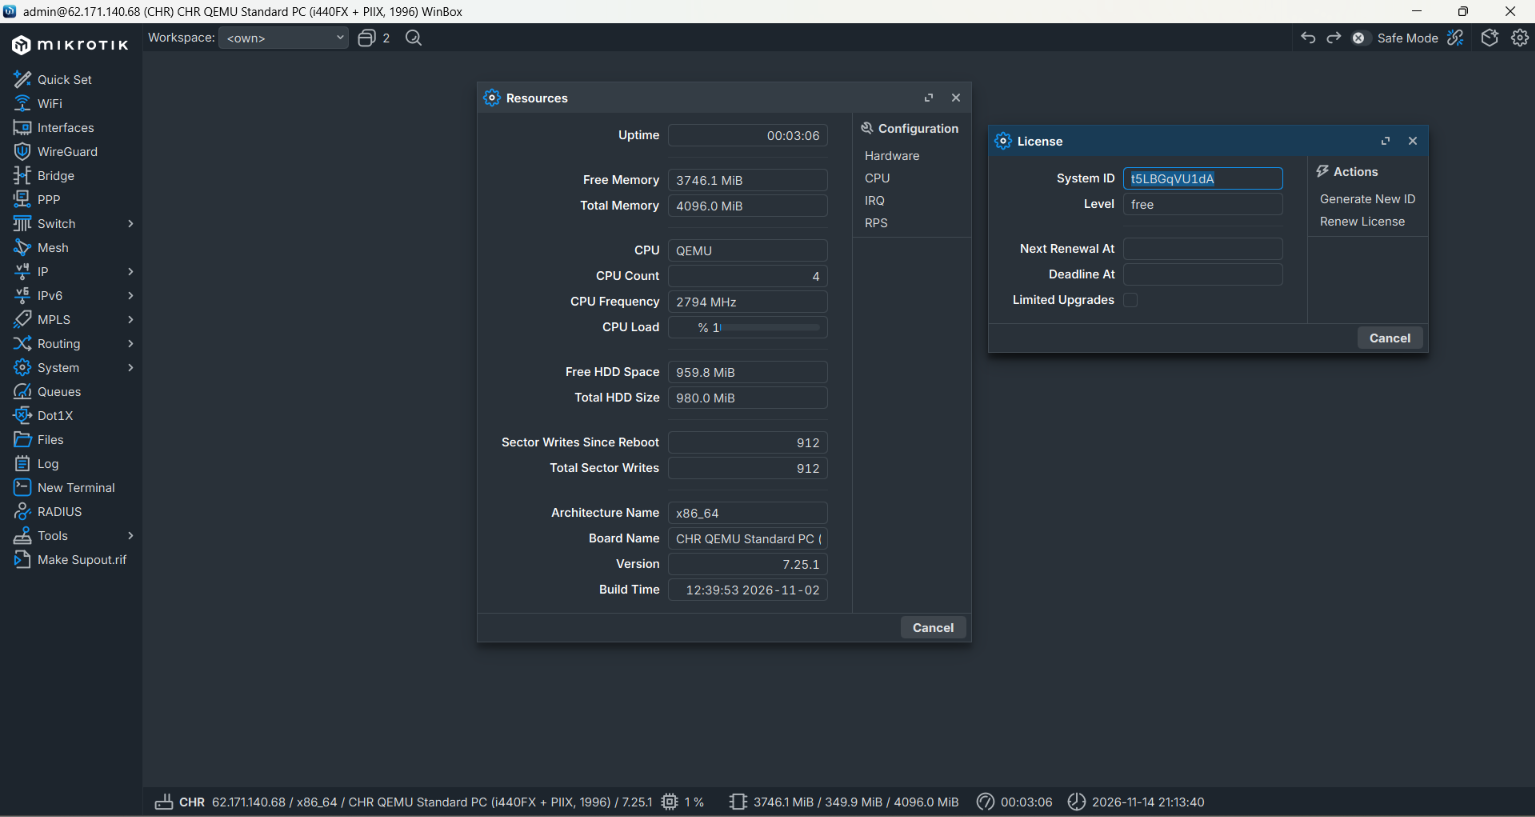 admin@62.171.140.68 (CHR) CHR QEMU Standard PC (i440FX + PIIX, 1996) WinBox
MIKROTIK
Workspace: <own> 2
Safe Mode
Quick Set
WiFi
Interfaces
WireGuard
Bridge
PPP
Switch
Mesh
IP
IPv6
MPLS
Routing
System
Queues
Dot1X
Files
Log
New Terminal
RADIUS
Tools
Make Supout.rif
Resources
Uptime 00:03:06
Free Memory 3746.1 MiB
Total Memory 4096.0 MiB
CPU QEMU
CPU Count 4
CPU Frequency 2794 MHz
CPU Load % 1
Free HDD Space 959.8 MiB
Total HDD Size 980.0 MiB
Sector Writes Since Reboot 912
Total Sector Writes 912
Architecture Name x86_64
Board Name CHR QEMU Standard PC (
Version 7.25.1
Build Time 12:39:53 2026-11-02
Configuration
Hardware
CPU
IRQ
RPS
Cancel
License
System ID t5LBGqVU1dA
Level free
Next Renewal At
Deadline At
Limited Upgrades
Actions
Generate New ID
Renew License
Cancel
CHR 62.171.140.68 / x86_64 / CHR QEMU Standard PC (i440FX + PIIX, 1996) / 7.25.1 1 % 3746.1 MiB / 349.9 MiB / 4096.0 MiB 00:03:06 2026-11-14 21:13:40